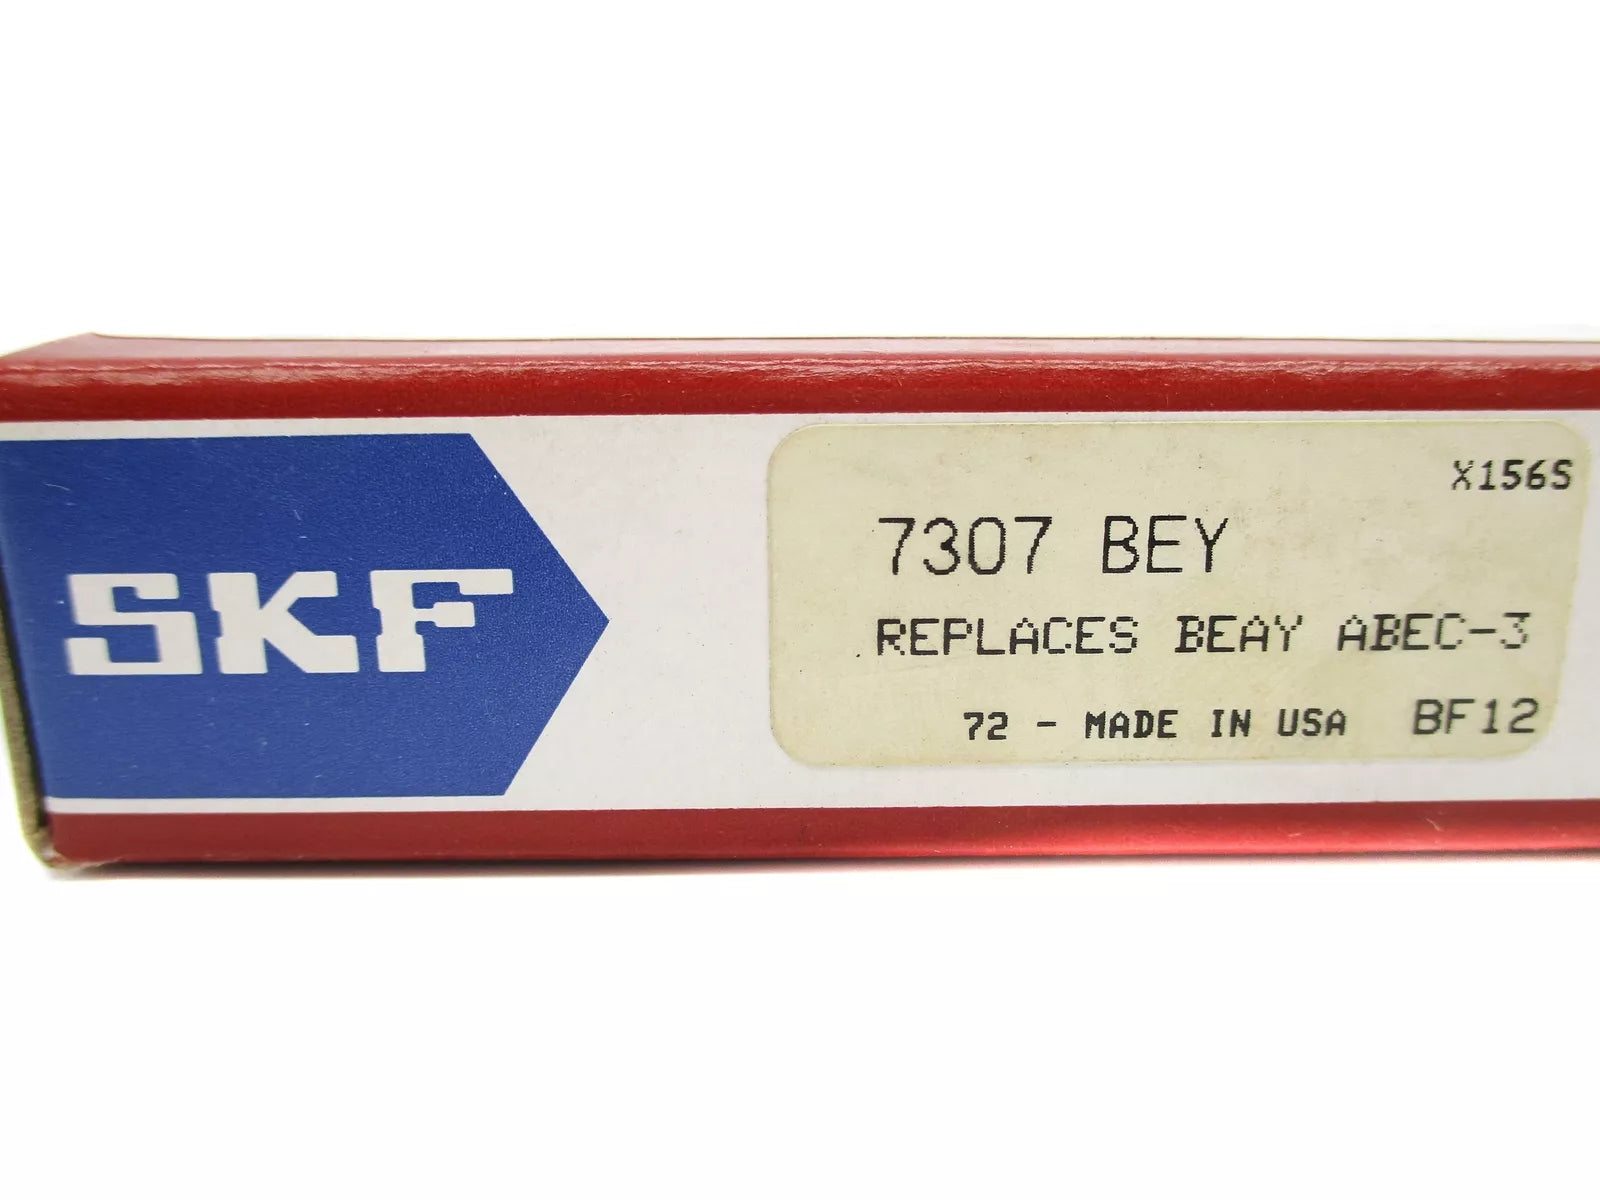 SKF
X156S
7307 BEY
REPLACES BEAY ABEC-3
72 - MADE IN USA BF12